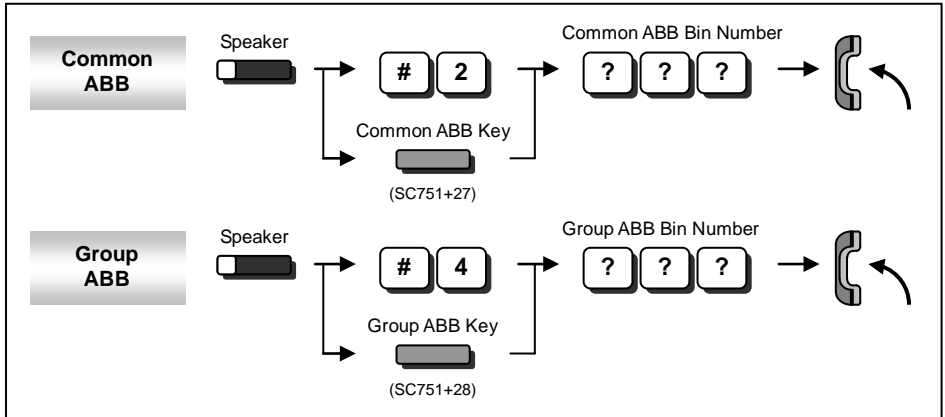 Common
ABB
Speaker
# 2
Common ABB Bin Number
? ? ?
Common ABB Key
(SC751+27)
Group
ABB
Speaker
# 4
Group ABB Bin Number
? ? ?
Group ABB Key
(SC751+28)